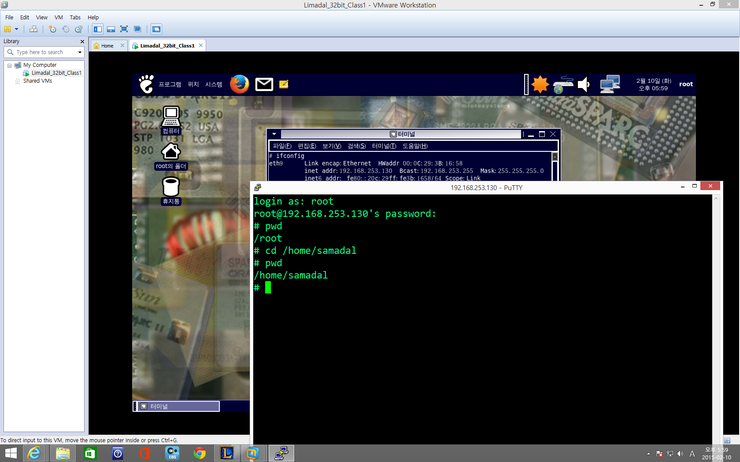 Limadal_32bit_Class1 - VMware Workstation
File Edit View VM Tabs Help
Library
Type here to search
My Computer
Limadal_32bit_Class1
Shared VMs
Home
Limadal_32bit_Class1
프로그램 위치 시스템
2월 10일 (화)
오후 05:59
root
컴퓨터
root의 폴더
휴지통
터미널
파일(F) 편집(E) 보기(V) 검색(S) 터미널(T) 도움말(H)
# ifconfig
eth0 Link encap:Ethernet HWaddr 00:0C:29:3B:16:58
inet addr:192.168.253.130 Bcast:192.168.253.255 Mask:255.255.255.0
inet6 addr: fe80::20c:29ff:fe3b:1658/64 Scope:Link
192.168.253.130 - PuTTY
login as: root
root@192.168.253.130's password:
# pwd
/root
# cd /home/samadal
# pwd
/home/samadal
#
터미널
To direct input to this VM, move the mouse pointer inside or press Ctrl+G.
A
오후 5:59
2015-02-10